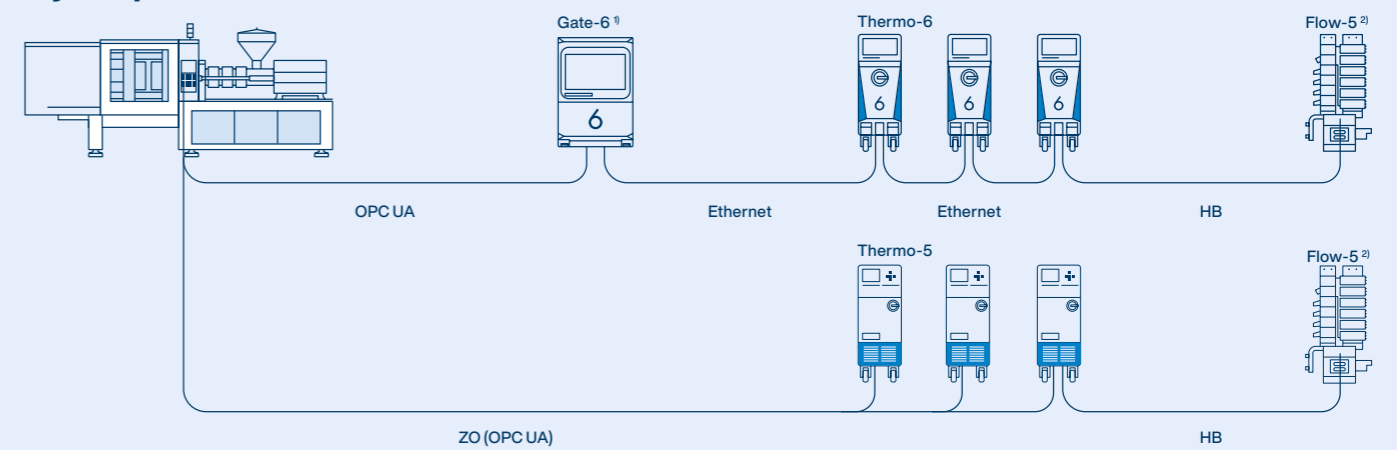 Gate-6 ¹⁾
Thermo-6
Flow-5 ²⁾
6
6
6
6
OPC UA
Ethernet
Ethernet
HB
Thermo-5
Flow-5 ²⁾
ZO (OPC UA)
HB